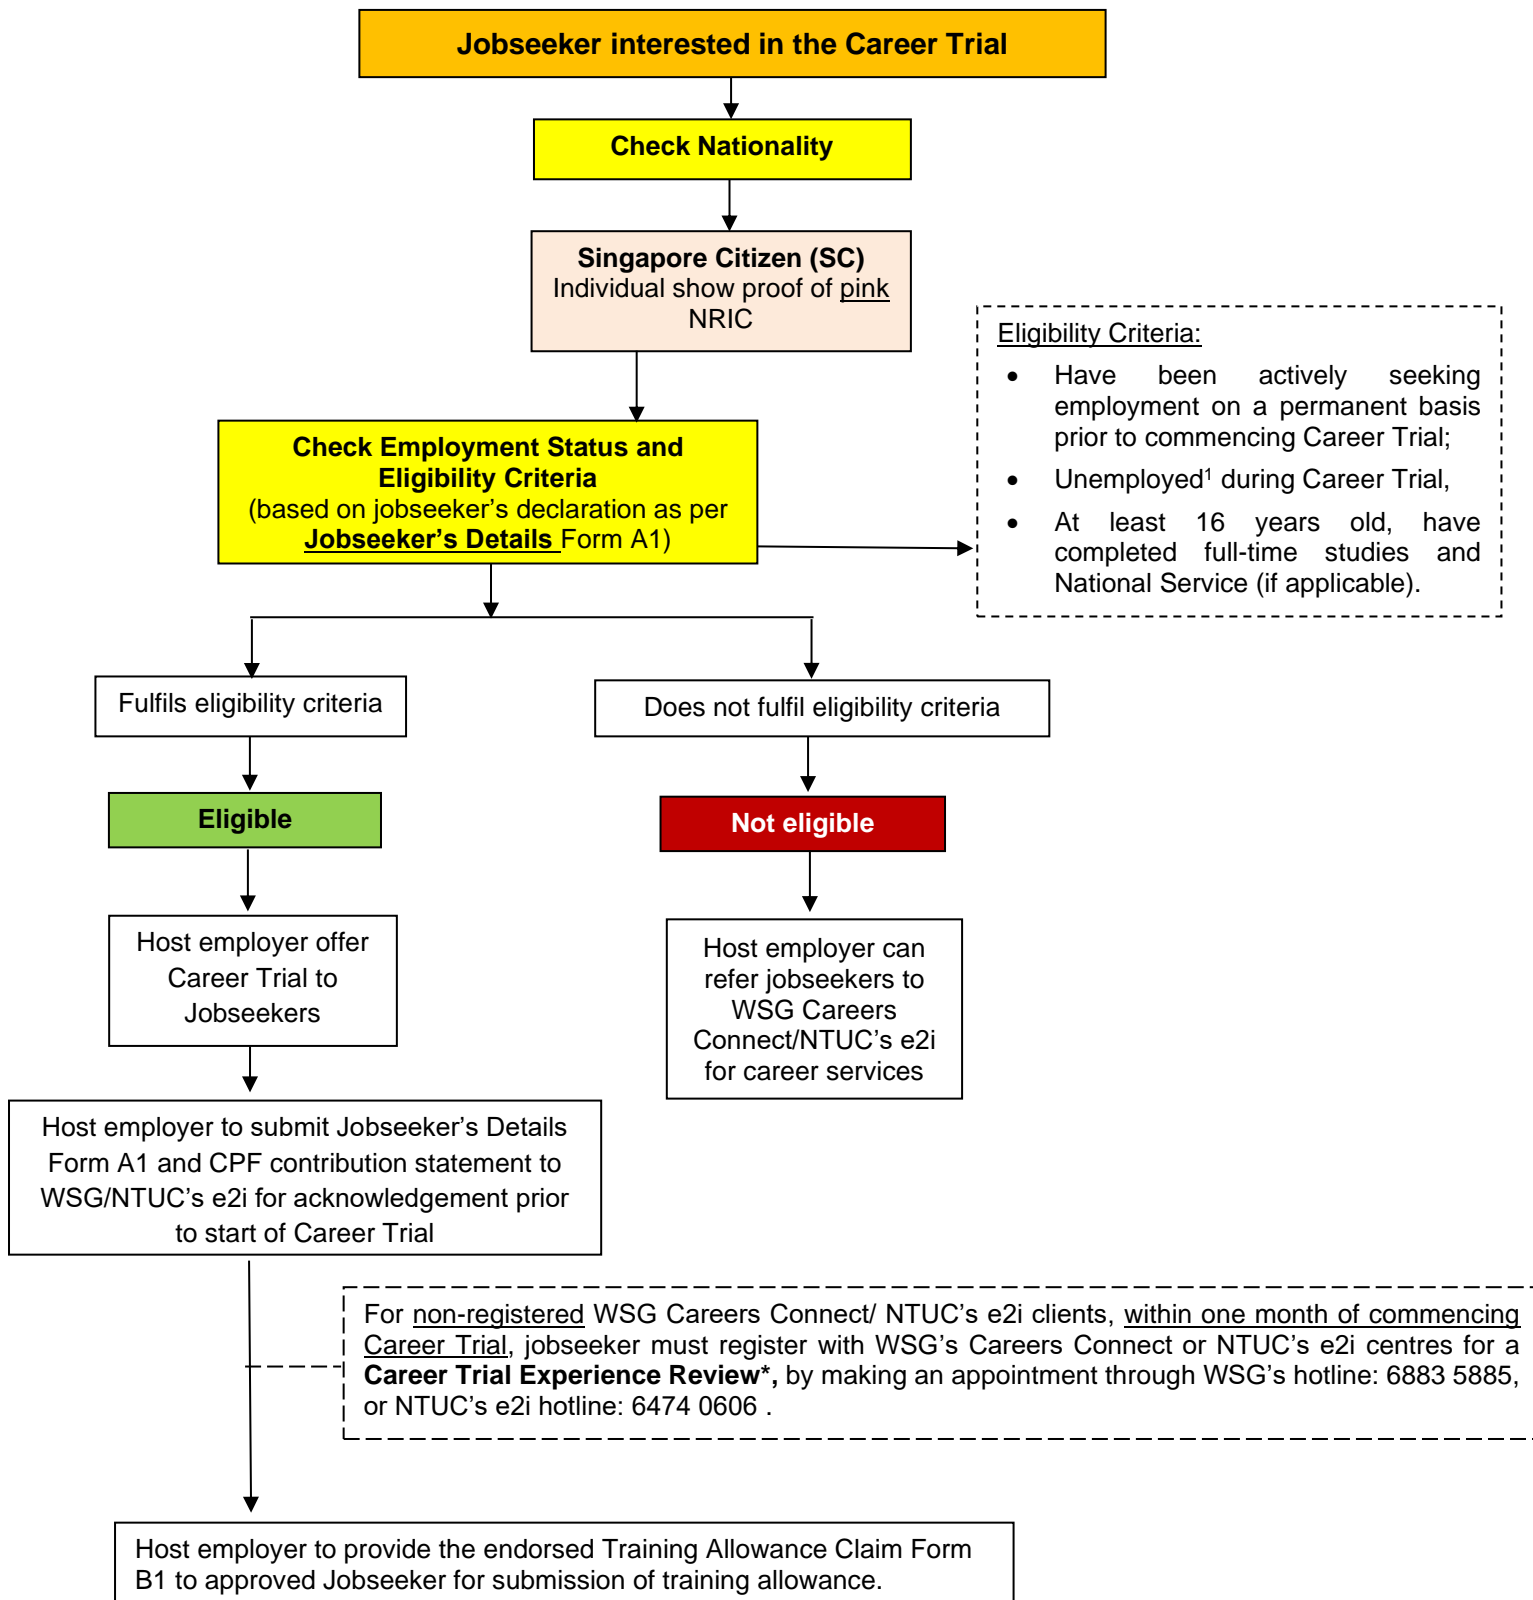 Jobseeker interested in the Career Trial
Check Nationality
Singapore Citizen (SC)
Individual show proof of pink
NRIC
Eligibility Criteria:
• Have been actively seeking
employment on a permanent basis
prior to commencing Career Trial;
• Unemployed¹ during Career Trial,
• At least 16 years old, have
completed full-time studies and
National Service (if applicable).
Check Employment Status and
Eligibility Criteria
(based on jobseeker’s declaration as per
Jobseeker’s Details Form A1)
Fulfils eligibility criteria
Does not fulfil eligibility criteria
Eligible
Not eligible
Host employer offer
Career Trial to
Jobseekers
Host employer can
refer jobseekers to
WSG Careers
Connect/NTUC’s e2i
for career services
Host employer to submit Jobseeker’s Details
Form A1 and CPF contribution statement to
WSG/NTUC’s e2i for acknowledgement prior
to start of Career Trial
For non-registered WSG Careers Connect/ NTUC’s e2i clients, within one month of commencing
Career Trial, jobseeker must register with WSG’s Careers Connect or NTUC’s e2i centres for a
Career Trial Experience Review*, by making an appointment through WSG’s hotline: 6883 5885,
or NTUC’s e2i hotline: 6474 0606 .
Host employer to provide the endorsed Training Allowance Claim Form
B1 to approved Jobseeker for submission of training allowance.